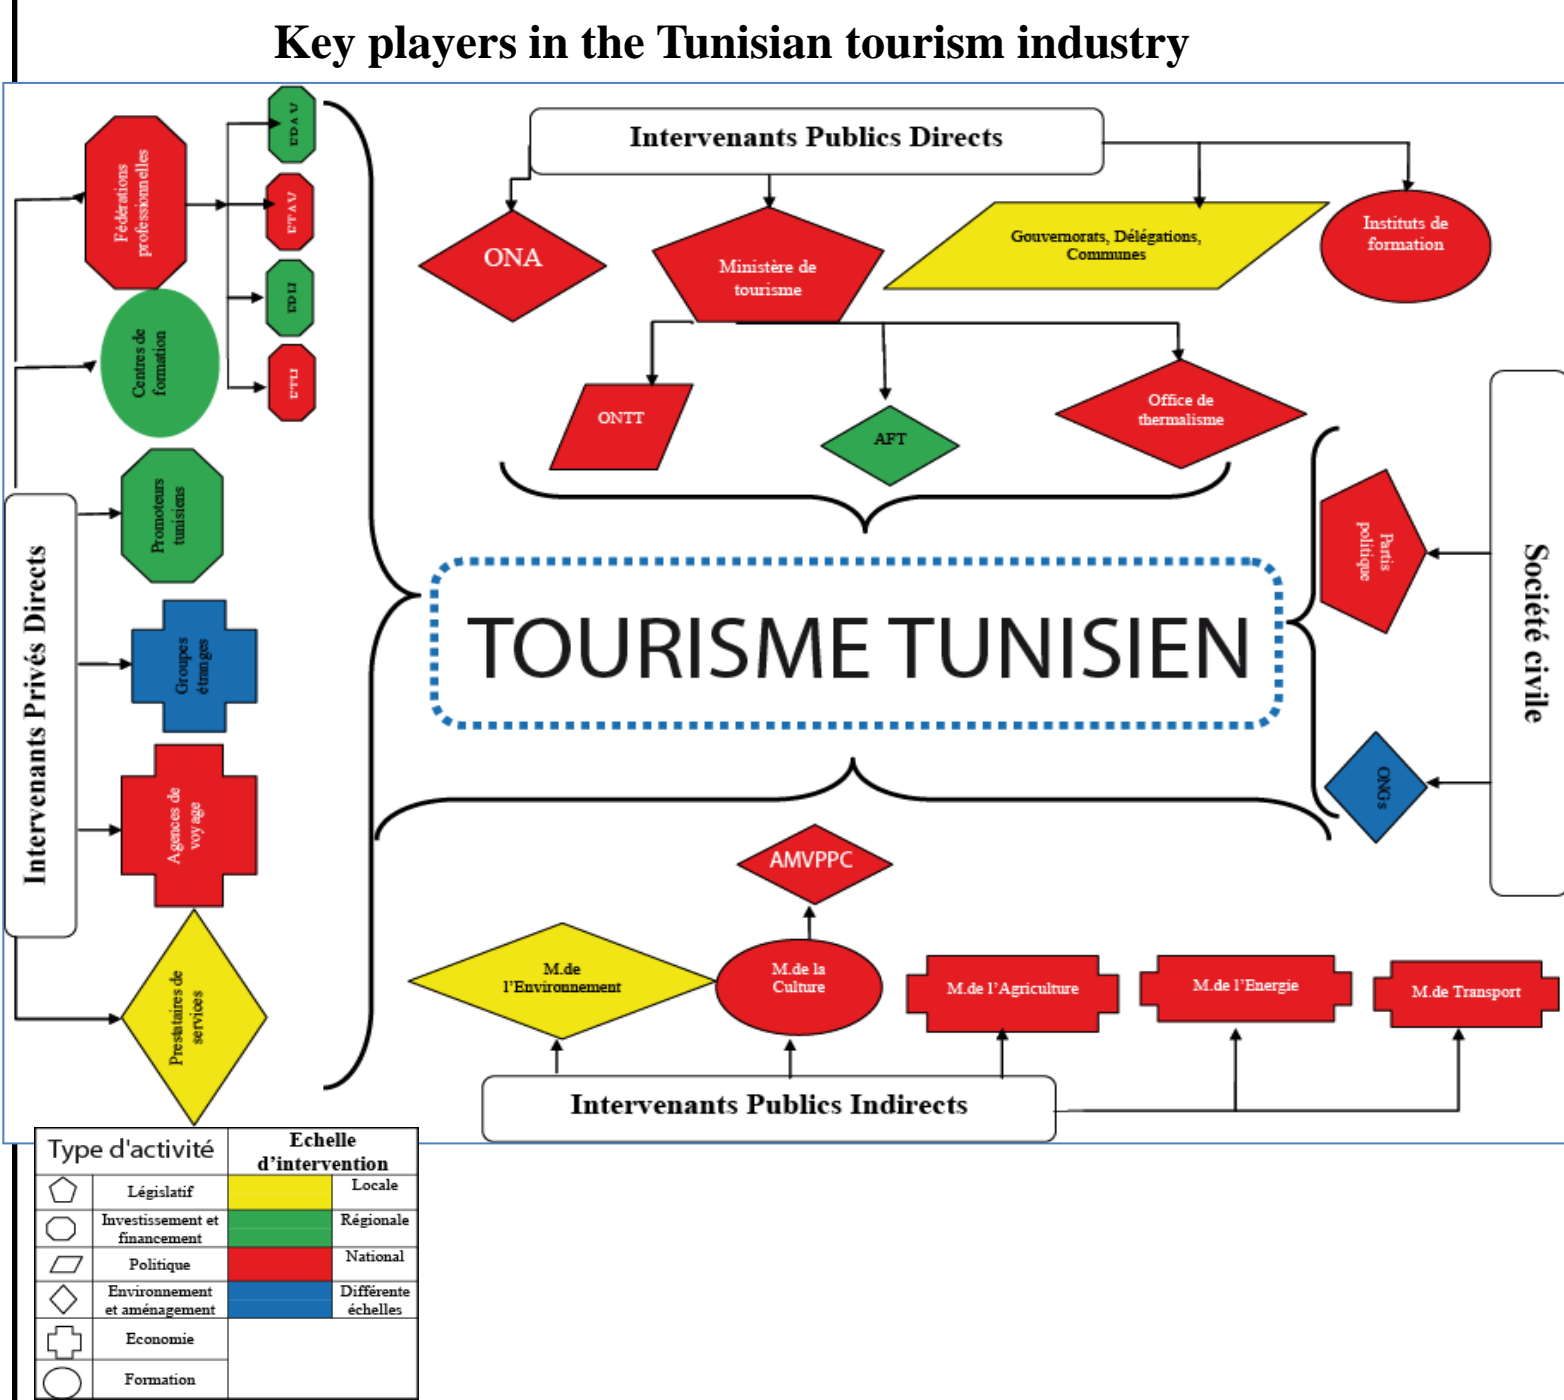 Key players in the Tunisian tourism industry
Intervenants Publics Directs
ONA
Ministère de
tourisme
Gouvernorats, Délégations,
Communes
Instituts de
formation
ONTT
AFT
Office de
thermalisme
Fédérations
professionnelles
Centres de
formation
Promoteurs
tunisiens
Groupes
étranges
Agences de
voyage
Prestataires de
services
Intervenants Privés Directs
TOURISME TUNISIEN
Partis
politique
ONGs
Société civile
AMVPPC
M.de
l'Environnement
M.de la
Culture
M.de l'Agriculture
M.de l'Energie
M.de Transport
Intervenants Publics Indirects
Type d'activité
Echelle
d'intervention
Législatif
Locale
Investissement et
financement
Régionale
Politique
National
Environnement
et aménagement
Différente
échelles
Economie
Formation